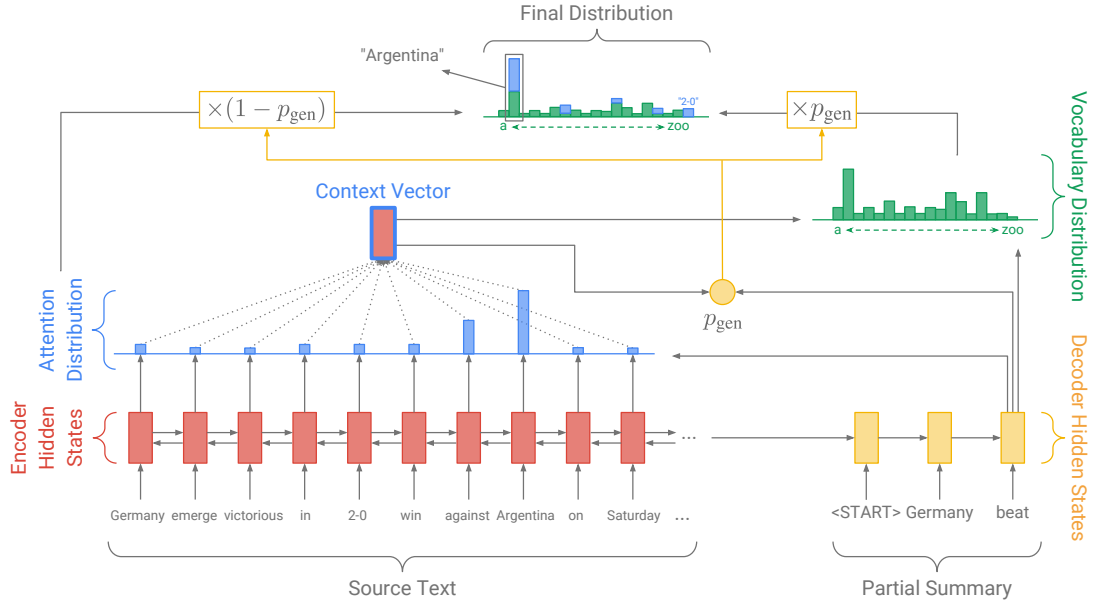 Final Distribution
"Argentina"
×(1 − p_gen)
"2-0"
×p_gen
a
zoo
Vocabulary Distribution
Context Vector
a
zoo
Attention
Distribution
p_gen
Encoder
Hidden
States
...
Decoder Hidden States
Germany emerge victorious in 2-0 win against Argentina on Saturday ...
<START> Germany beat
Source Text
Partial Summary